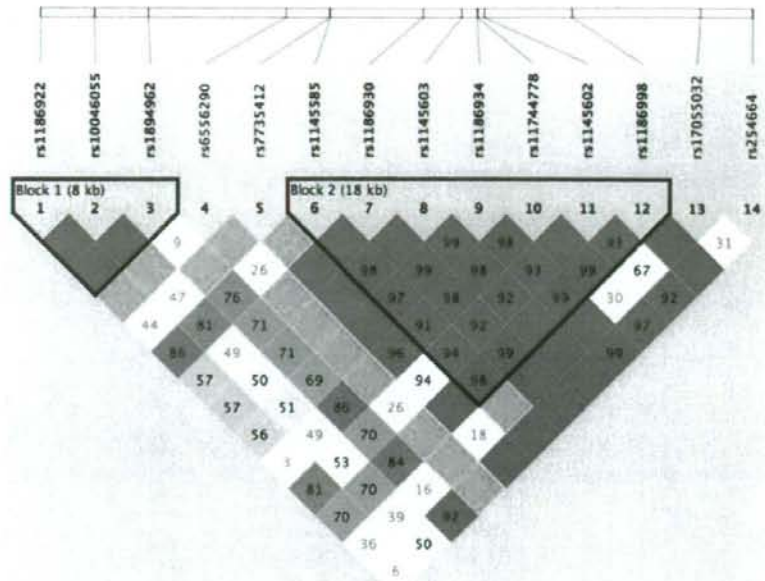 rs1186922
rs10046055
rs1894962
rs6556290
rs7735412
rs1145585
rs1186930
rs1145603
rs1186934
rs11744778
rs1145602
rs1186998
rs17055032
rs254664
Block 1 (8 kb) Block 2 (18 kb)
1 2 3 4 5 6 7 8 9 10 11 12 13 14
9 99 98 93 31
26 98 99 98 93 99 67
47 76 97 98 92 99 30 92
44 81 71 91 92 97
86 49 71 96 94 99 99
57 50 69 94 98
57 51 86 26
56 49 70 18
3 53 84
81 70 16
70 39 92
36 50
6